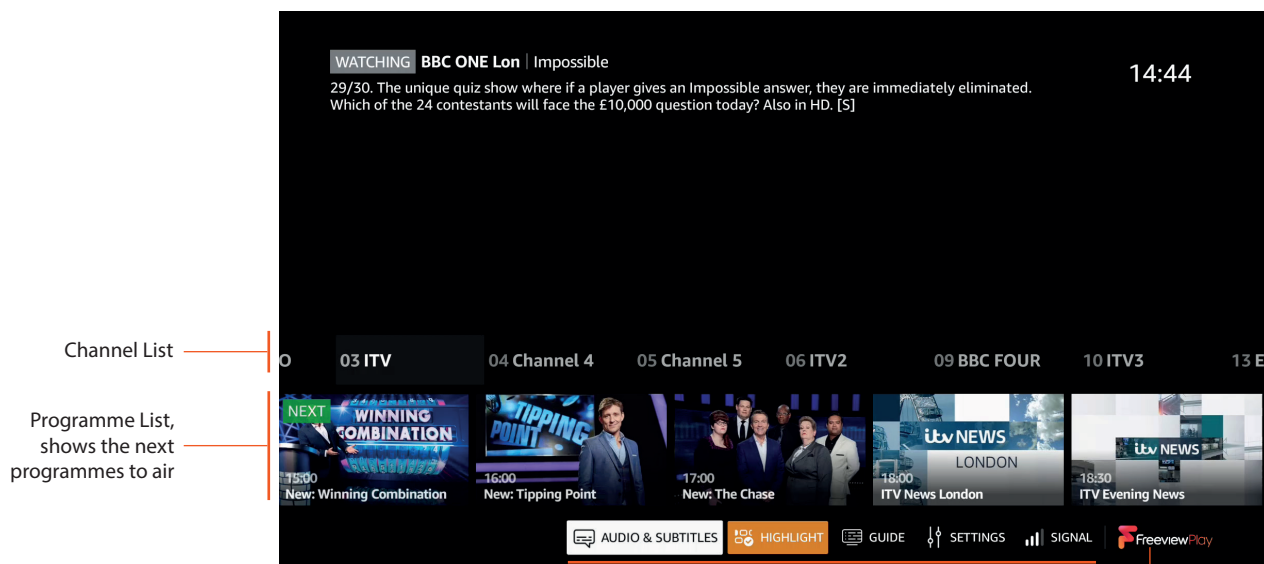 WATCHING BBC ONE Lon | Impossible
14:44
29/30. The unique quiz show where if a player gives an Impossible answer, they are immediately eliminated.
Which of the 24 contestants will face the £10,000 question today? Also in HD. [S]
Channel List
O 03 ITV 04 Channel 4 05 Channel 5 06 ITV2 09 BBC FOUR 10 ITV3 13 E
Programme List,
shows the next
programmes to air
NEXT
WINNING
COMBINATION
15:00
New: Winning Combination
TIPPING
POINT
16:00
New: Tipping Point
17:00
New: The Chase
itv NEWS
LONDON
18:00
ITV News London
itv NEWS
18:30
ITV Evening News
AUDIO & SUBTITLES HIGHLIGHT GUIDE SETTINGS SIGNAL FreeviewPlay